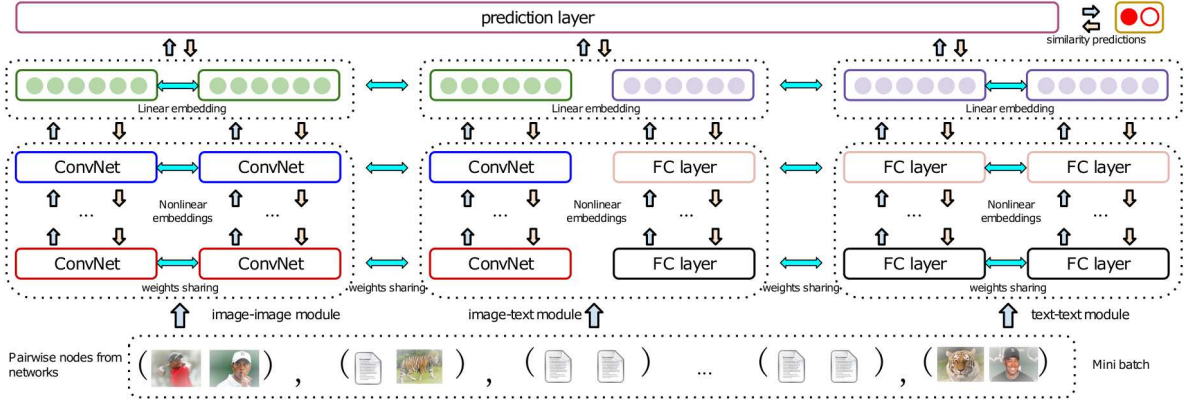 prediction layer
similarity predictions
Linear embedding
Linear embedding
Linear embedding
ConvNet ConvNet ConvNet FC layer FC layer FC layer
Nonlinear
embeddings
Nonlinear
embeddings
Nonlinear
embeddings
... ... ... ... ... ...
ConvNet ConvNet ConvNet FC layer FC layer FC layer
weights sharing weights sharing weights sharing weights sharing
image-image module image-text module text-text module
Pairwise nodes from
networks
( ) , ( ) , ( ) ... ( ) , ( )
Mini batch